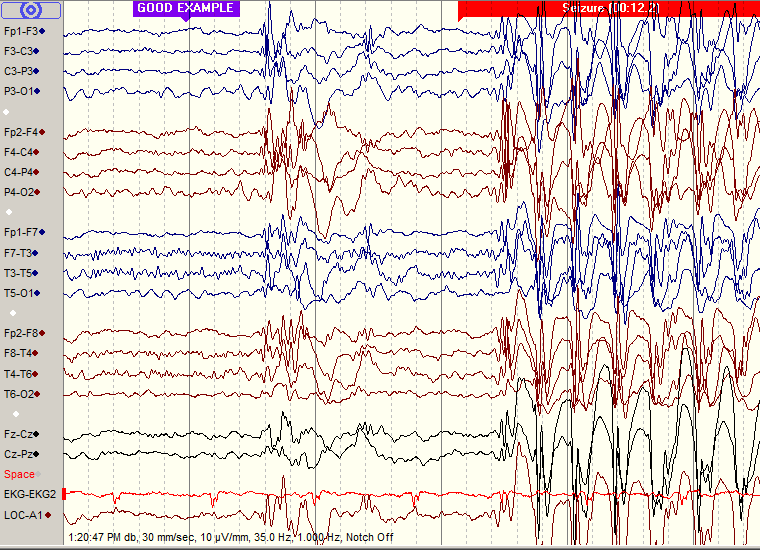 GOOD EXAMPLE
Seizure (00:12.2)
Fp1-F3
F3-C3
C3-P3
P3-O1
Fp2-F4
F4-C4
C4-P4
P4-O2
Fp1-F7
F7-T3
T3-T5
T5-O1
Fp2-F8
F8-T4
T4-T6
T6-O2
Fz-Cz
Cz-Pz
Space
EKG-EKG2
LOC-A1
1:20:47 PM db, 30 mm/sec, 10 µV/mm, 35.0 Hz, 1.000 Hz, Notch Off